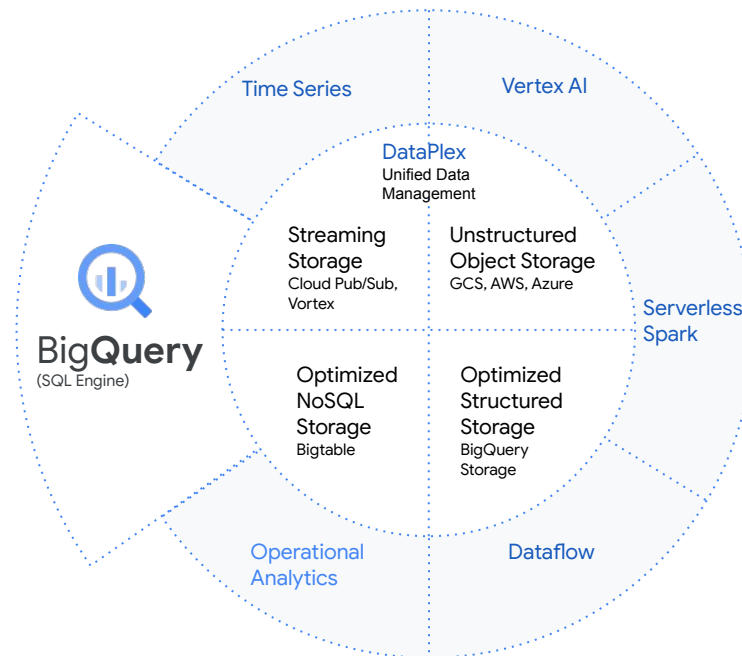 Time Series
Vertex AI
DataPlex
Unified Data
Management
Streaming
Storage
Cloud Pub/Sub,
Vortex
Unstructured
Object Storage
GCS, AWS, Azure
Serverless
Spark
BigQuery
(SQL Engine)
Optimized
NoSQL
Storage
Bigtable
Optimized
Structured
Storage
BigQuery
Storage
Operational
Analytics
Dataflow